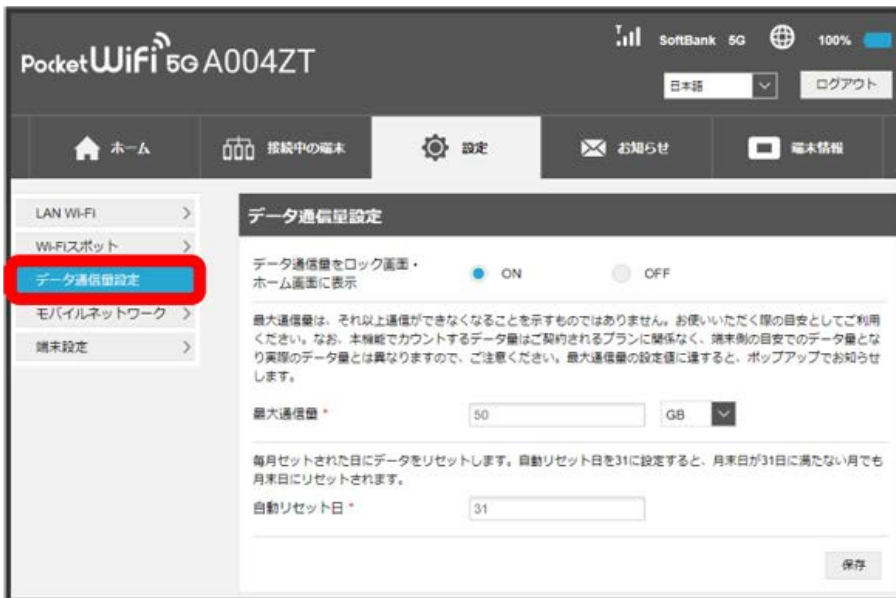 SoftBank 5G 100%
Pocket WiFi 5G A004ZT
日本語 ログアウト
ホーム 接続中の端末 設定 お知らせ 端末情報
LAN Wi-Fi
Wi-Fiスポット
データ通信量設定
モバイルネットワーク
端末設定
データ通信量設定
データ通信量をロック画面・
ホーム画面に表示
ON OFF
最大通信量は、それ以上通信ができなくなることを示すものではありません。お使いいただく際の目安としてご利用
ください。なお、本機能でカウントするデータ量はご契約されるプランに関係なく、端末側の目安でのデータ量とな
り実際のデータ量とは異なりますので、ご注意ください。最大通信量の設定値に達すると、ポップアップでお知らせ
します。
最大通信量 * 50 GB
毎月セットされた日にデータをリセットします。自動リセット日を31に設定すると、月末日が31日に満たない月でも
月末日にリセットされます。
自動リセット日 * 31
保存